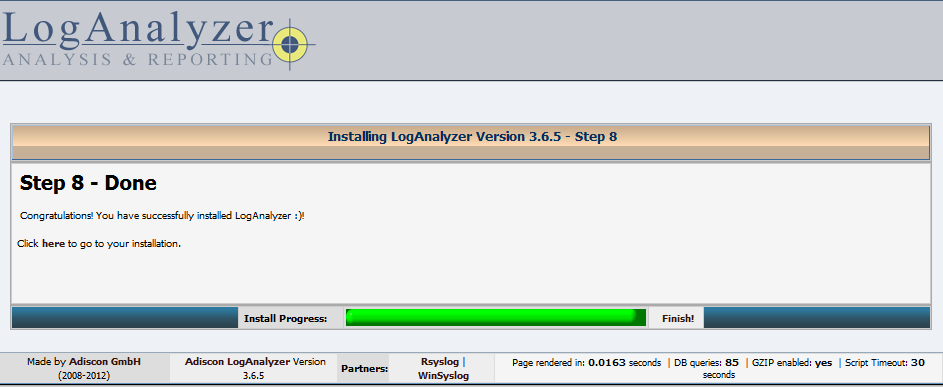 LogAnalyzer
ANALYSIS & REPORTING
Installing LogAnalyzer Version 3.6.5 - Step 8
Step 8 - Done
Congratulations! You have successfully installed LogAnalyzer :)!
Click here to go to your installation.
Install Progress:
Finish!
Made by Adiscon GmbH
(2008-2012)
Adiscon LogAnalyzer Version
3.6.5
Partners:
Rsyslog |
WinSyslog
Page rendered in: 0.0163 seconds | DB queries: 85 | GZIP enabled: yes | Script Timeout: 30
seconds